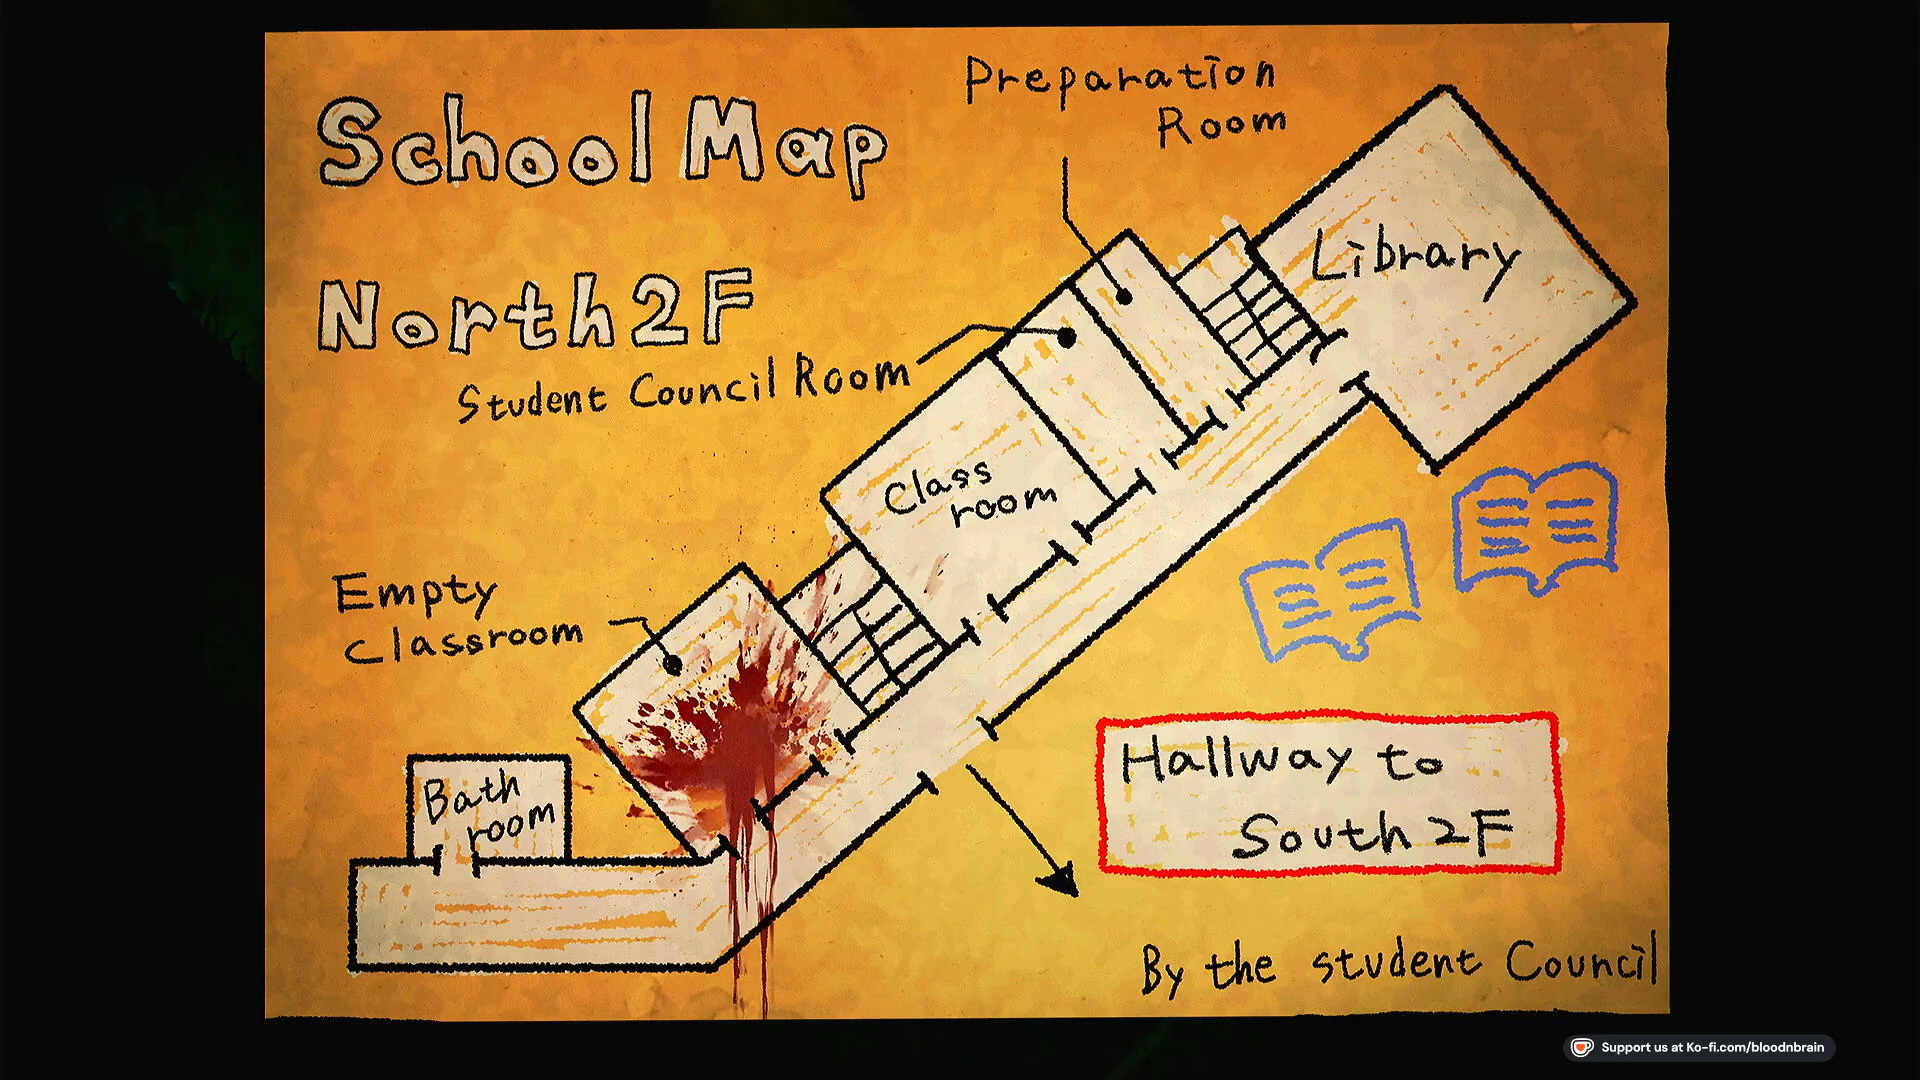 School Map
North 2F
Preparation
Room
Library
Student Council Room
Class
room
Empty
classroom
Bath
room
Hallway to
South 2F
By the student Council
Support us at Ko-fi.com/bloodnbrain